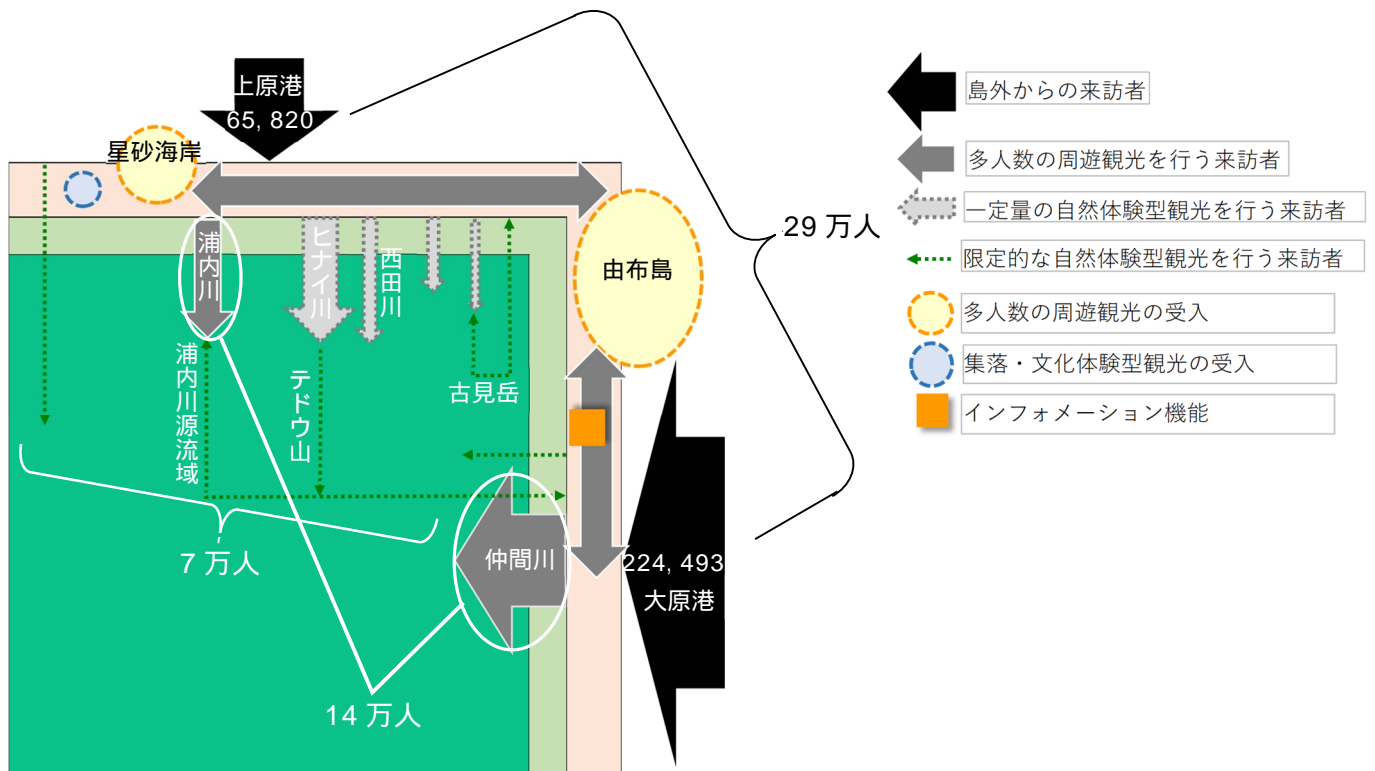 上原港
65,820
星砂海岸
浦内川
ヒナイ川
西田川
由布島
29 万人
浦内川源流域
テドウ山
古見岳
7 万人
仲間川
224,493
大原港
14 万人
島外からの来訪者
多人数の周遊観光を行う来訪者
一定量の自然体験型観光を行う来訪者
限定的な自然体験型観光を行う来訪者
多人数の周遊観光の受入
集落・文化体験型観光の受入
インフォメーション機能